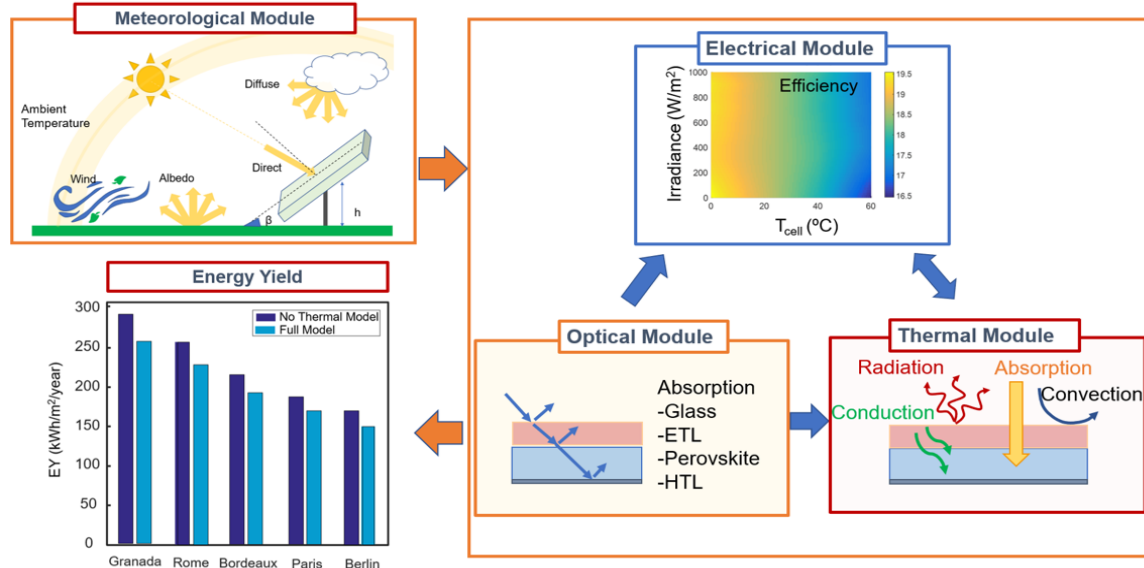 Meteorological Module
Ambient
Temperature
Diffuse
Direct
Wind
Albedo
β
h
Electrical Module
Irradiance (W/m²)
1000
800
600
400
200
0
Efficiency
0
20
40
60
T_cell (ºC)
19.5
19
18.5
18
17.5
17
16.5
Energy Yield
EY (kWh/m²/year)
300
250
200
150
100
50
0
No Thermal Model
Full Model
Granada Rome Bordeaux Paris Berlin
Optical Module
Absorption
-Glass
-ETL
-Perovskite
-HTL
Thermal Module
Radiation
Absorption
Convection
Conduction